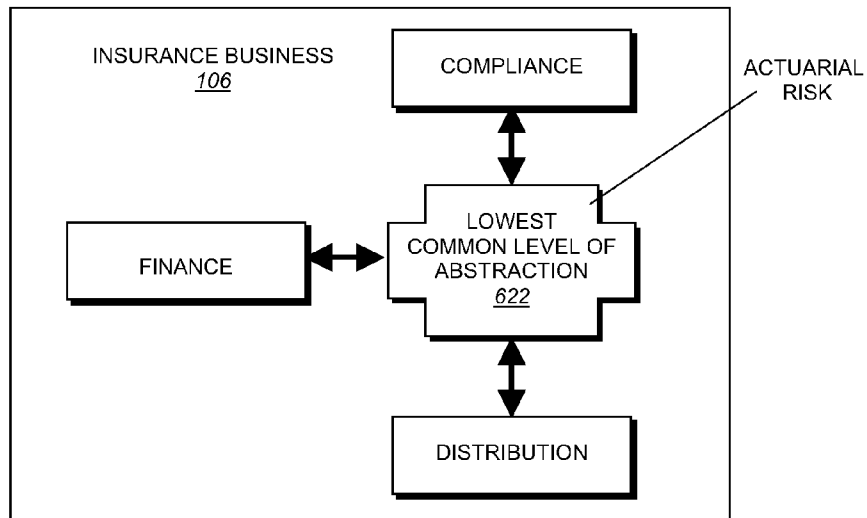 INSURANCE BUSINESS
106
COMPLIANCE
ACTUARIAL
RISK
LOWEST
COMMON LEVEL OF
ABSTRACTION
622
FINANCE
DISTRIBUTION